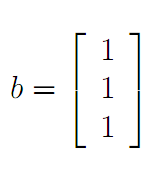 b = [ 1
1
1 ]